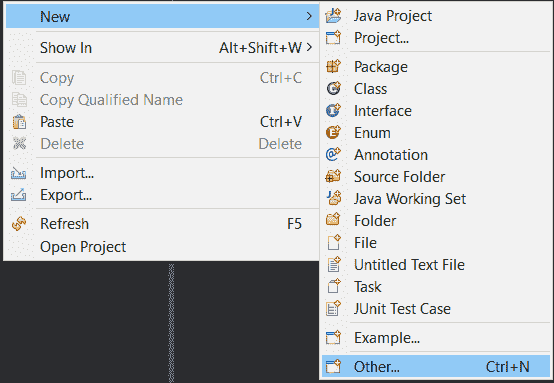 New
Show In Alt+Shift+W
Copy Ctrl+C
Copy Qualified Name
Paste Ctrl+V
Delete Delete
Import...
Export...
Refresh F5
Open Project
Java Project
Project...
Package
Class
Interface
Enum
Annotation
Source Folder
Java Working Set
Folder
File
Untitled Text File
Task
JUnit Test Case
Example...
Other... Ctrl+N